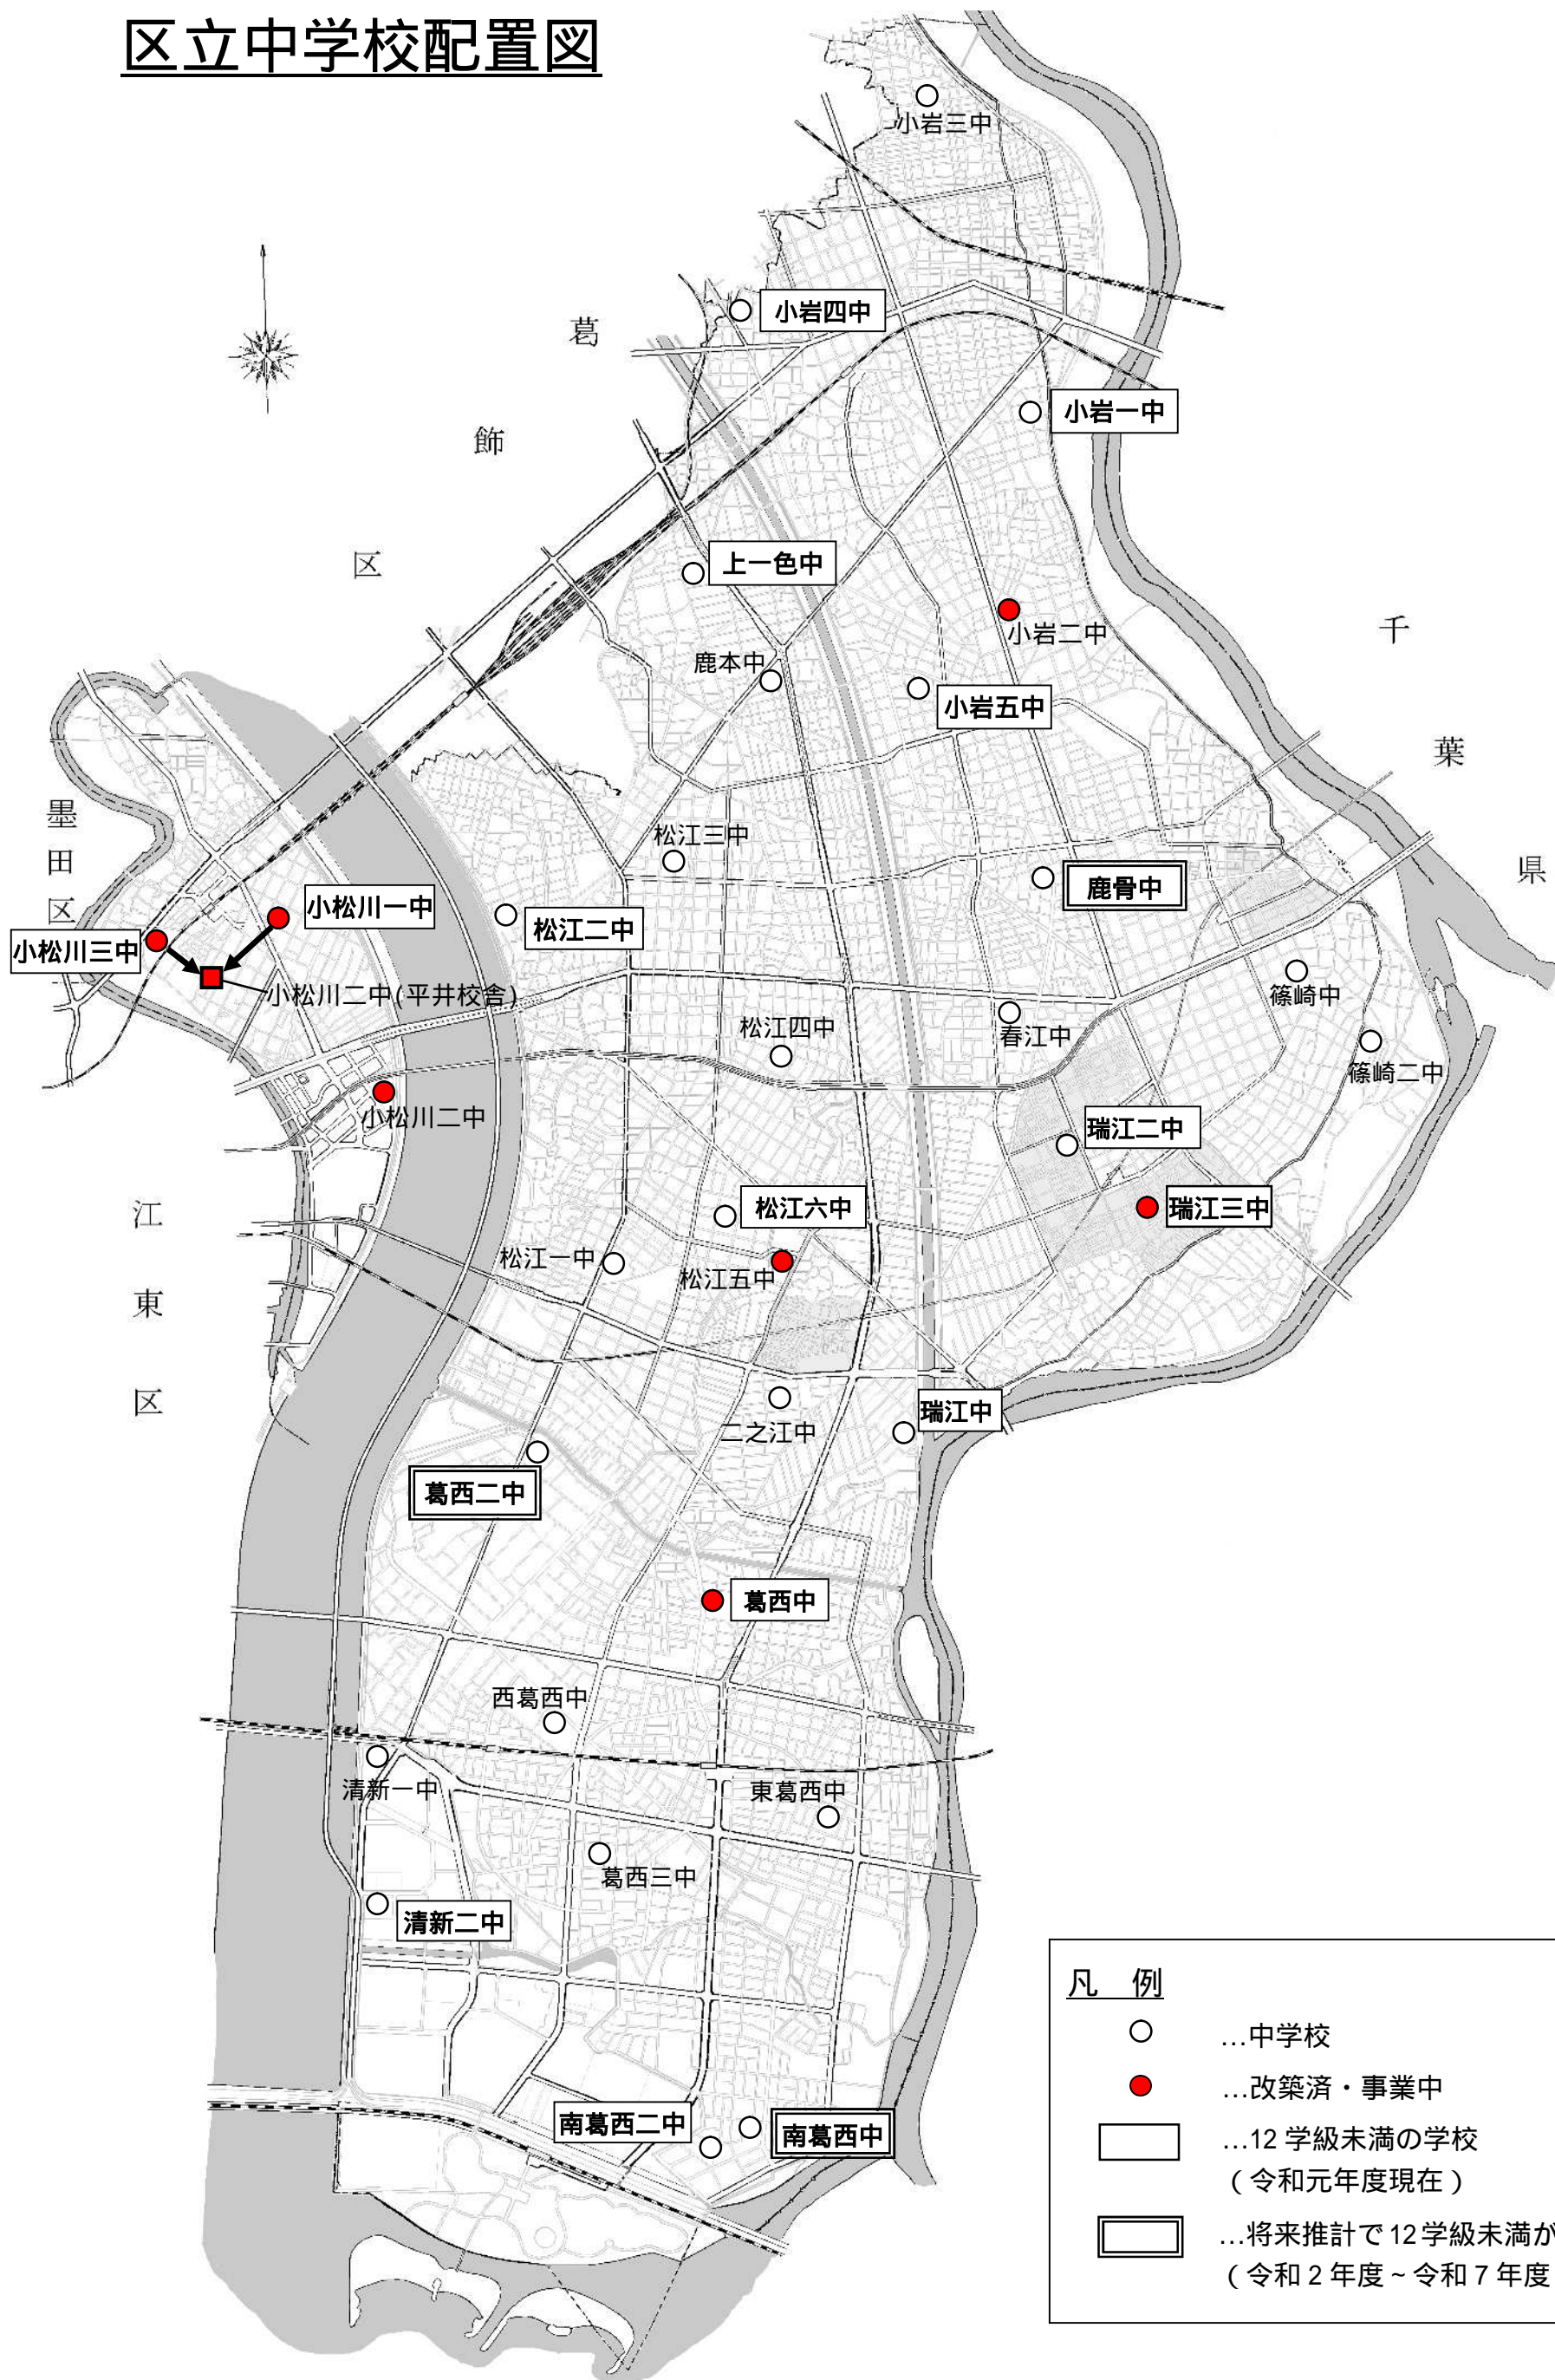 区立中学校配置図
小岩三中
小岩四中
葛
飾
区
小岩一中
上一色中
小岩二中
鹿本中
小岩五中
千
葉
県
墨
田
区
松江三中
鹿骨中
小松川一中
松江二中
小松川三中
小松川二中(平井校舎)
篠崎中
松江四中
春江中
篠崎二中
小松川二中
瑞江二中
松江六中
瑞江三中
江
東
区
松江一中
松江五中
二之江中
瑞江中
葛西二中
葛西中
西葛西中
清新一中
東葛西中
葛西三中
清新二中
南葛西二中
南葛西中
凡 例
…中学校
…改築済・事業中
…12学級未満の学校
(令和元年度現在)
…将来推計で12学級未満が
(令和2年度~令和7年度